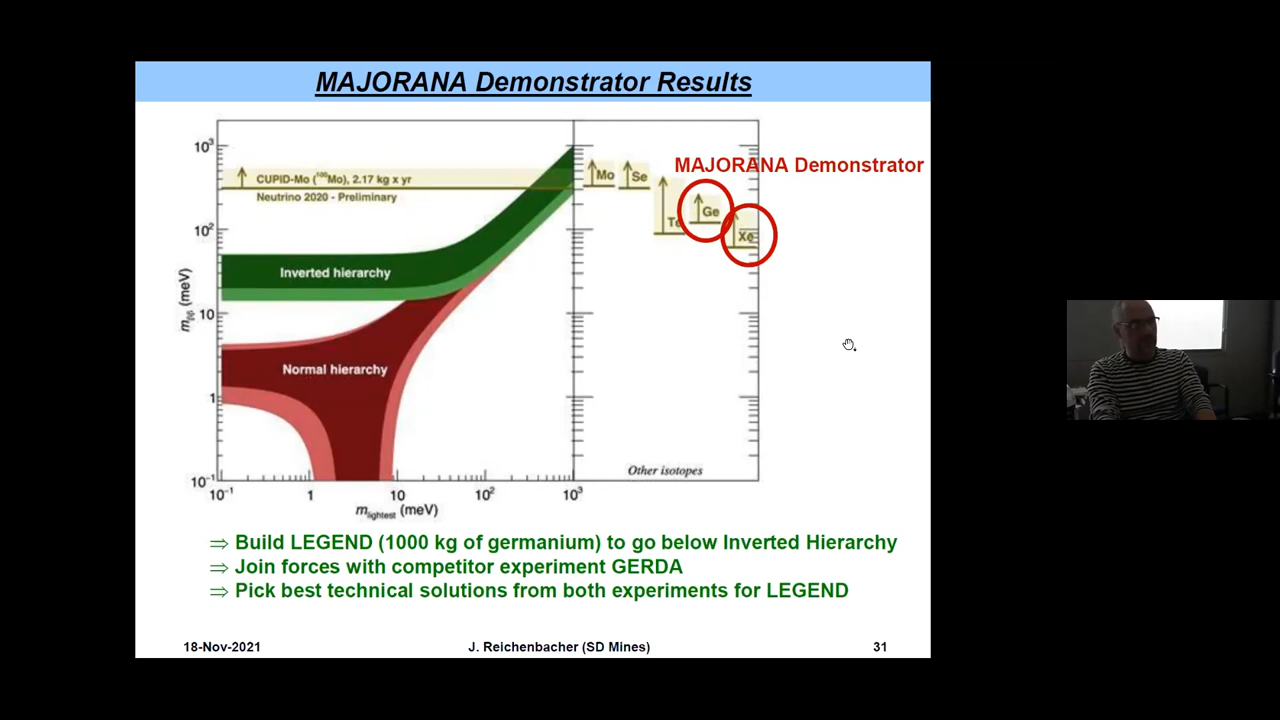 MAJORANA Demonstrator Results
10³
10²
10
1
10⁻¹
m_ββ (meV)
CUPID-Mo (¹⁰⁰Mo), 2.17 kg x yr
Neutrino 2020 - Preliminary
Inverted hierarchy
Normal hierarchy
10⁻¹ 1 10 10² 10³
m_lightest (meV)
MAJORANA Demonstrator
Mo Se
Te Ge
Xe
Other isotopes
⇒ Build LEGEND (1000 kg of germanium) to go below Inverted Hierarchy
⇒ Join forces with competitor experiment GERDA
⇒ Pick best technical solutions from both experiments for LEGEND
18-Nov-2021 J. Reichenbacher (SD Mines) 31